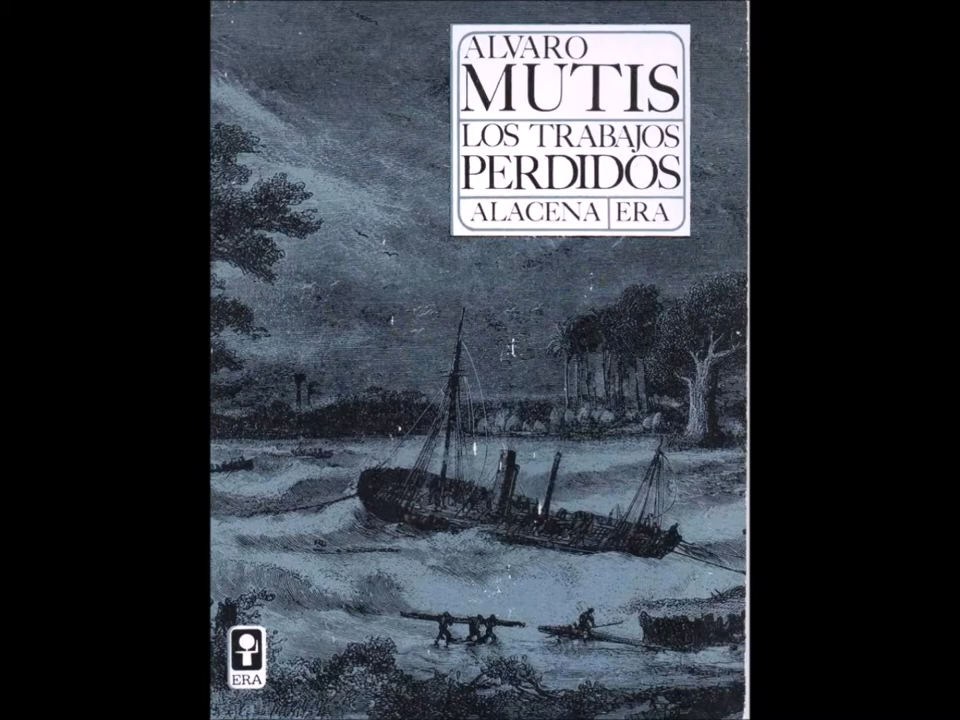 ALVARO
MUTIS
LOS TRABAJOS
PERDIDOS
ALACENA ERA
ERA